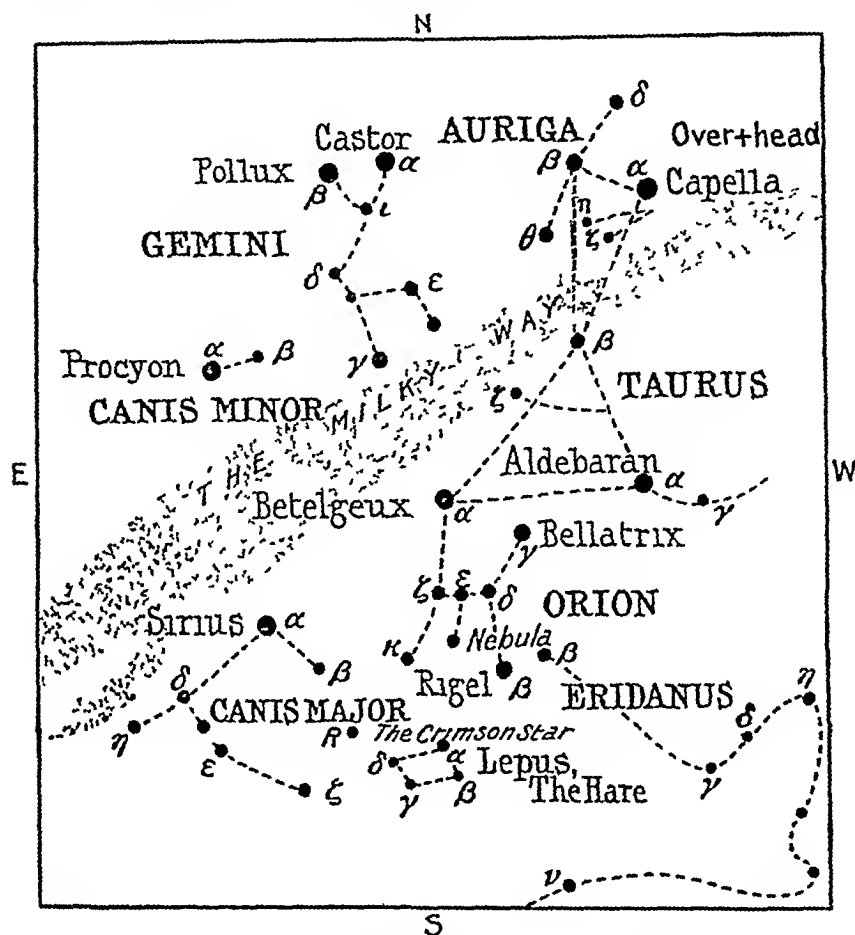 N
δ
Castor AURIGA Over+head
Pollux α β α Capella
β ι η ι
θ ζ
GEMINI
δ ε
THE MILKY WAY
Procyon α β γ β
CANIS MINOR ζ TAURUS
E W
Aldebaran α
Betelgeux α γ
Bellatrix
γ
ζ ε δ ORION
Sirius α Nebula
κ β
β Rigel β ERIDANUS η
δ CANIS MAJOR δ
η R The Crimson Star
ε δ α Lepus, γ
ζ γ β The Hare
ν
S